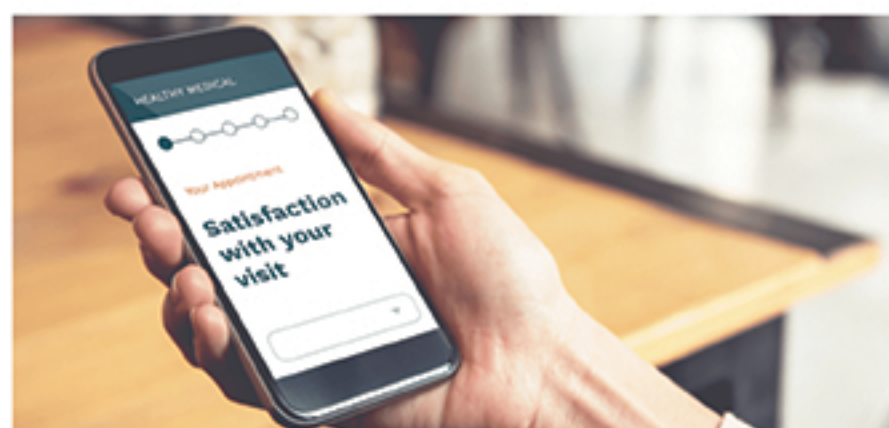 HEALTHY MEDICAL
Your Appointment
Satisfaction
with your
visit